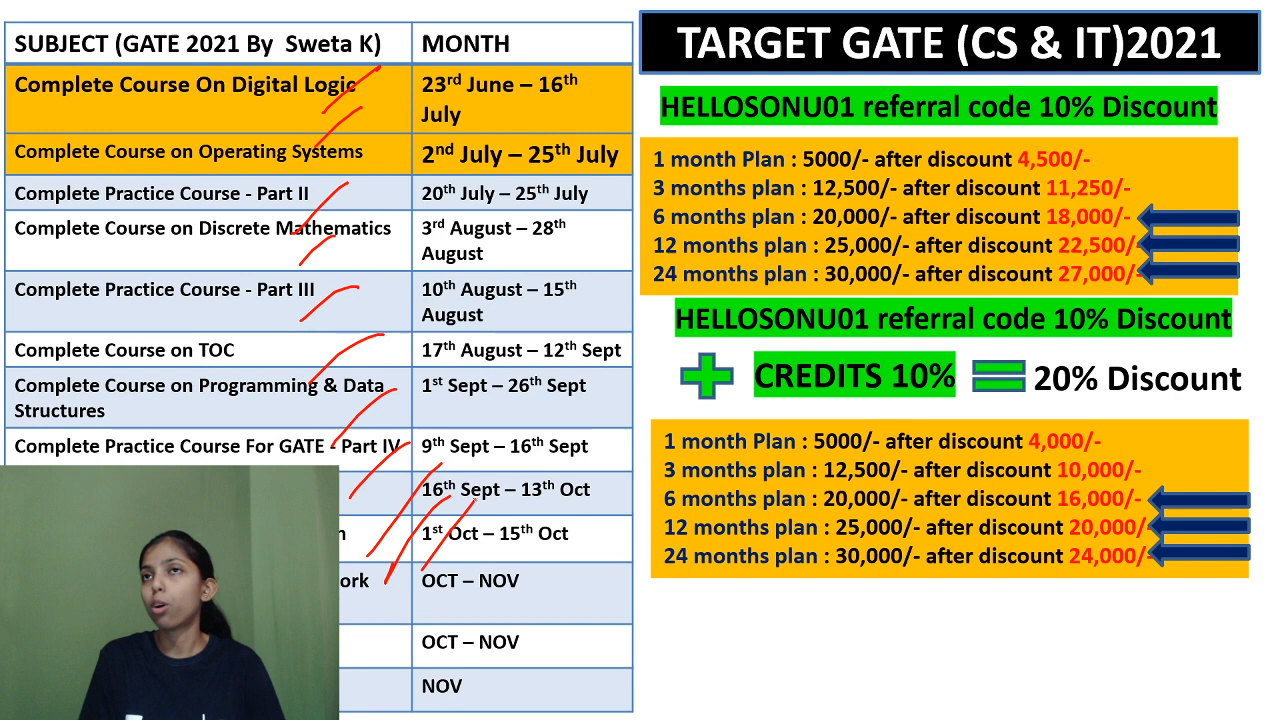 SUBJECT (GATE 2021 By Sweta K) MONTH
Complete Course On Digital Logic 23rd June – 16th
July
Complete Course on Operating Systems 2nd July – 25th July
Complete Practice Course - Part II 20th July – 25th July
Complete Course on Discrete Mathematics 3rd August – 28th
August
Complete Practice Course - Part III 10th August – 15th
August
Complete Course on TOC 17th August – 12th Sept
Complete Course on Programming & Data 1st Sept – 26th Sept
Structures
Complete Practice Course For GATE - Part IV 9th Sept – 16th Sept
16th Sept – 13th Oct
1st Oct – 15th Oct
OCT – NOV
OCT – NOV
NOV
TARGET GATE (CS & IT)2021
HELLOSONU01 referral code 10% Discount
1 month Plan : 5000/- after discount 4,500/-
3 months plan : 12,500/- after discount 11,250/-
6 months plan : 20,000/- after discount 18,000/-
12 months plan : 25,000/- after discount 22,500/-
24 months plan : 30,000/- after discount 27,000/-
HELLOSONU01 referral code 10% Discount
CREDITS 10% 20% Discount
1 month Plan : 5000/- after discount 4,000/-
3 months plan : 12,500/- after discount 10,000/-
6 months plan : 20,000/- after discount 16,000/-
12 months plan : 25,000/- after discount 20,000/-
24 months plan : 30,000/- after discount 24,000/-